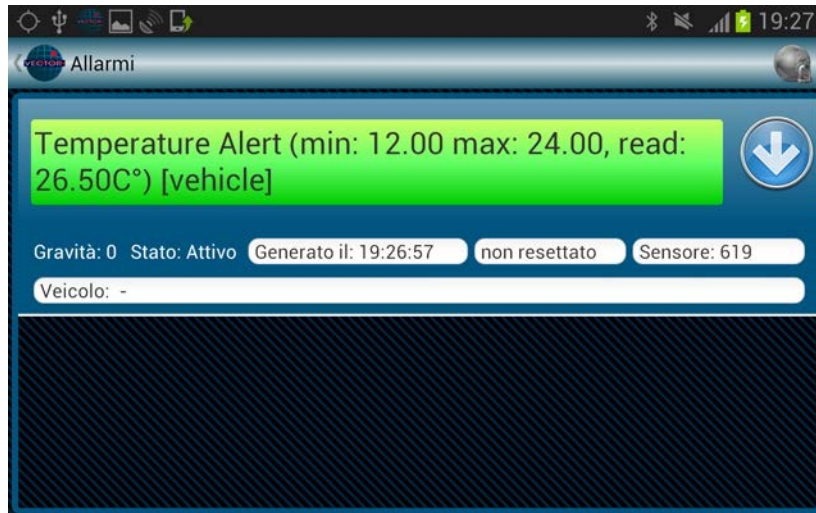 19:27
VECTOR Allarmi
Temperature Alert (min: 12.00 max: 24.00, read:
26.50C°) [vehicle]
Gravità: 0 Stato: Attivo Generato il: 19:26:57 non resettato Sensore: 619
Veicolo: -